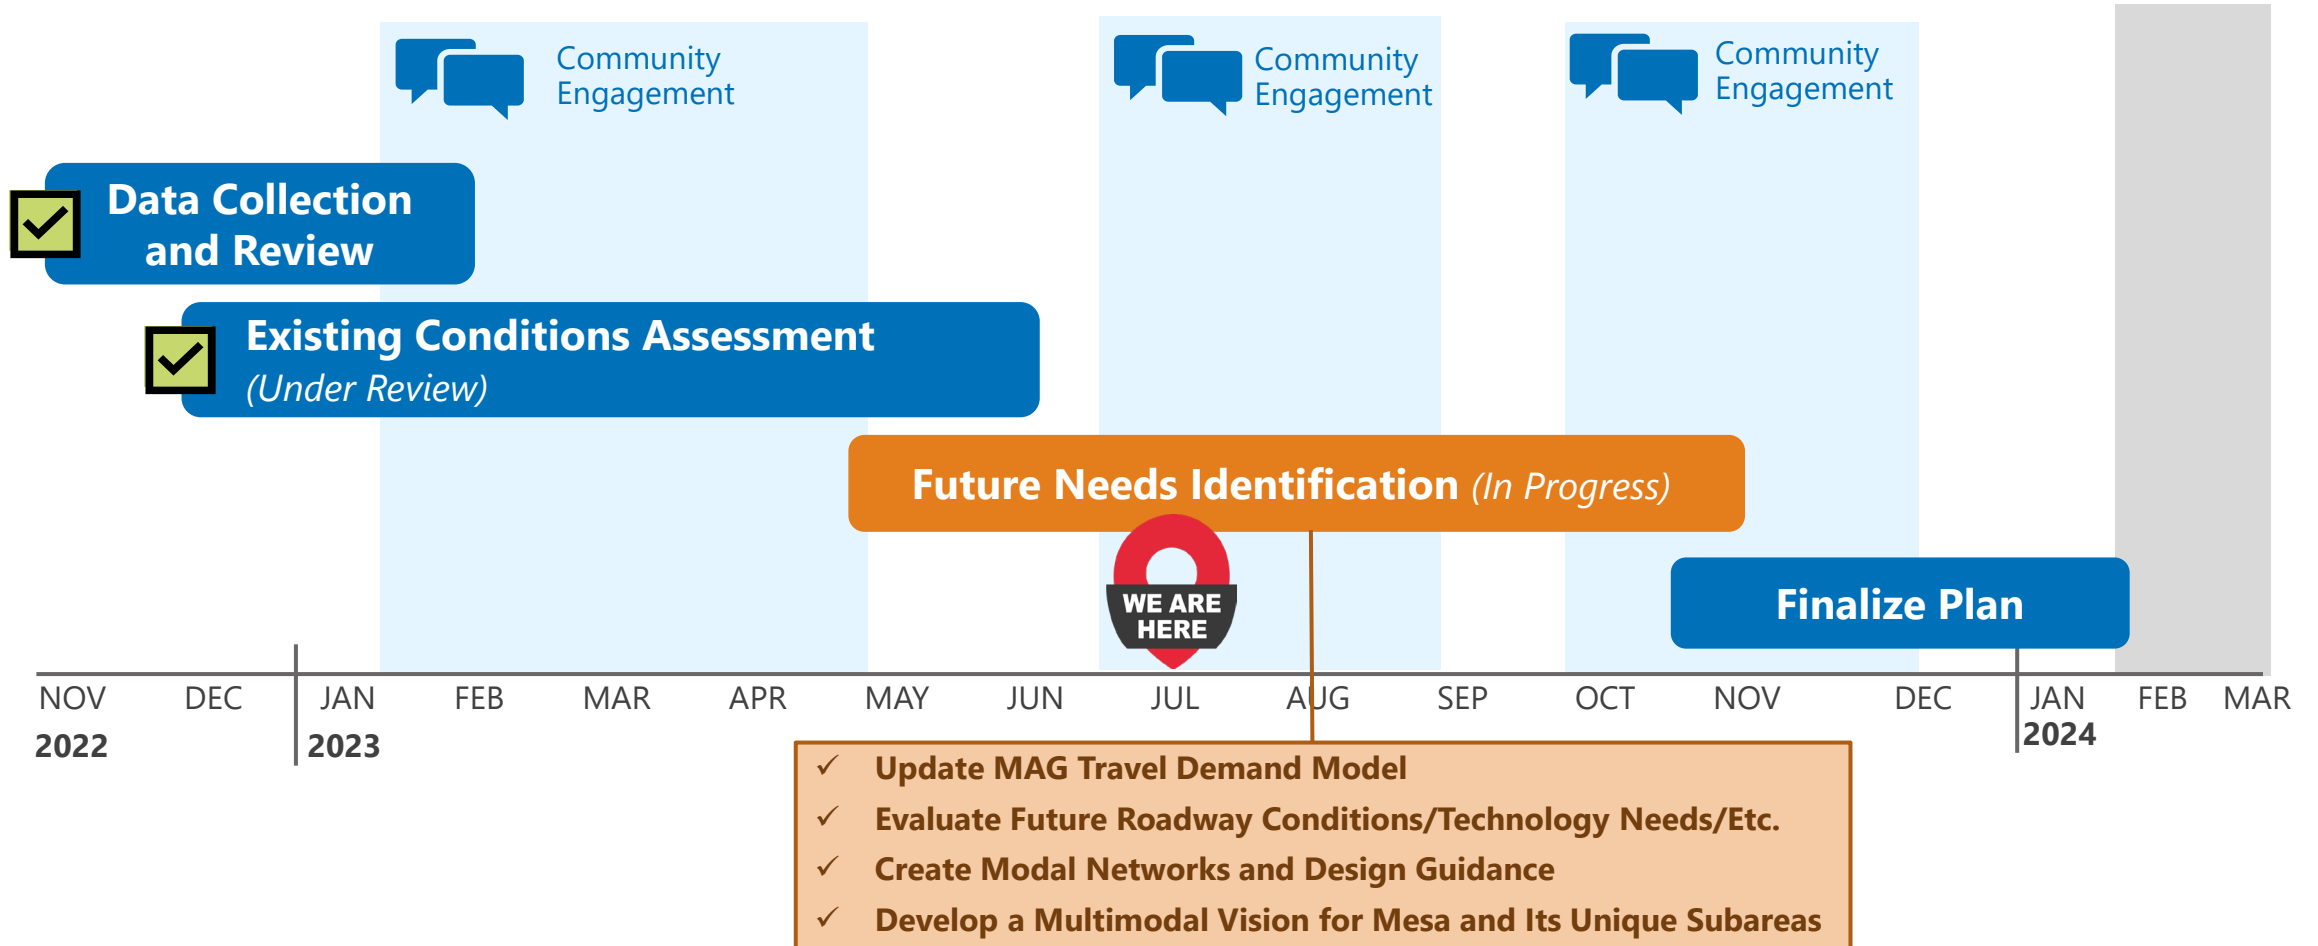 Community
Engagement
Community
Engagement
Community
Engagement
Data Collection
and Review
Existing Conditions Assessment
(Under Review)
Future Needs Identification (In Progress)
WE ARE
HERE
Finalize Plan
NOV DEC JAN FEB MAR APR MAY JUN JUL AUG SEP OCT NOV DEC JAN FEB MAR
2022 2023 2024
✓ Update MAG Travel Demand Model
✓ Evaluate Future Roadway Conditions/Technology Needs/Etc.
✓ Create Modal Networks and Design Guidance
✓ Develop a Multimodal Vision for Mesa and Its Unique Subareas